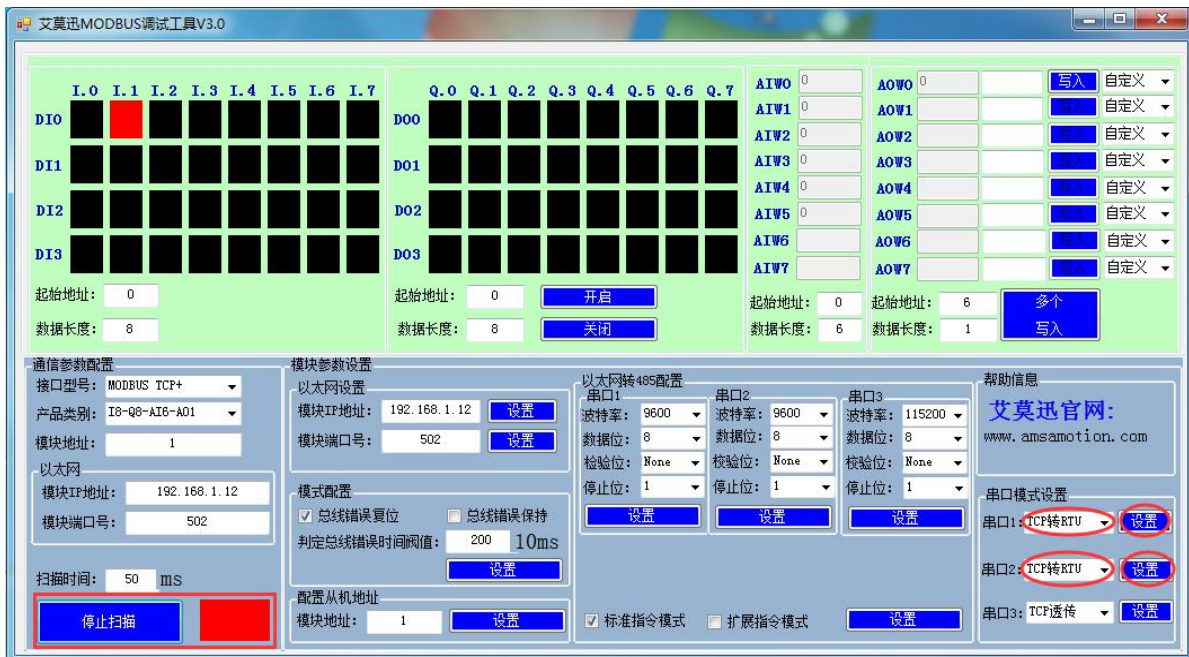 艾莫迅MODBUS调试工具V3.0
I.0 I.1 I.2 I.3 I.4 I.5 I.6 I.7
DI0
DI1
DI2
DI3
起始地址： 0
数据长度： 8
Q.0 Q.1 Q.2 Q.3 Q.4 Q.5 Q.6 Q.7
DO0
DO1
DO2
DO3
起始地址： 0 开启
数据长度： 8 关闭
AIW0 0
AIW1 0
AIW2 0
AIW3 0
AIW4 0
AIW5 0
AIW6
AIW7
起始地址： 0
数据长度： 6
AOW0 0 写入 自定义
AOW1 写入 自定义
AOW2 写入 自定义
AOW3 写入 自定义
AOW4 写入 自定义
AOW5 写入 自定义
AOW6 写入 自定义
AOW7 写入 自定义
起始地址： 6
数据长度： 1
多个
写入
通信参数配置
接口型号： MODBUS TCP+
产品类别： I8-Q8-AI6-AO1
模块地址： 1
以太网
模块IP地址： 192.168.1.12
模块端口号： 502
扫描时间： 50 ms
停止扫描
模块参数设置
以太网设置
模块IP地址： 192.168.1.12 设置
模块端口号： 502 设置
模式配置
总线错误复位 总线错误保持
判定总线错误时间阀值： 200 10ms
设置
配置从机地址
模块地址： 1 设置
以太网转485配置
串口1
波特率： 9600
数据位： 8
检验位： None
停止位： 1
设置
串口2
波特率： 9600
数据位： 8
校验位： None
停止位： 1
设置
串口3
波特率： 115200
数据位： 8
校验位： None
停止位： 1
设置
标准指令模式 扩展指令模式 设置
帮助信息
艾莫迅官网：
www.amsamotion.com
串口模式设置
串口1： TCP转RTU 设置
串口2： TCP转RTU 设置
串口3： TCP透传 设置